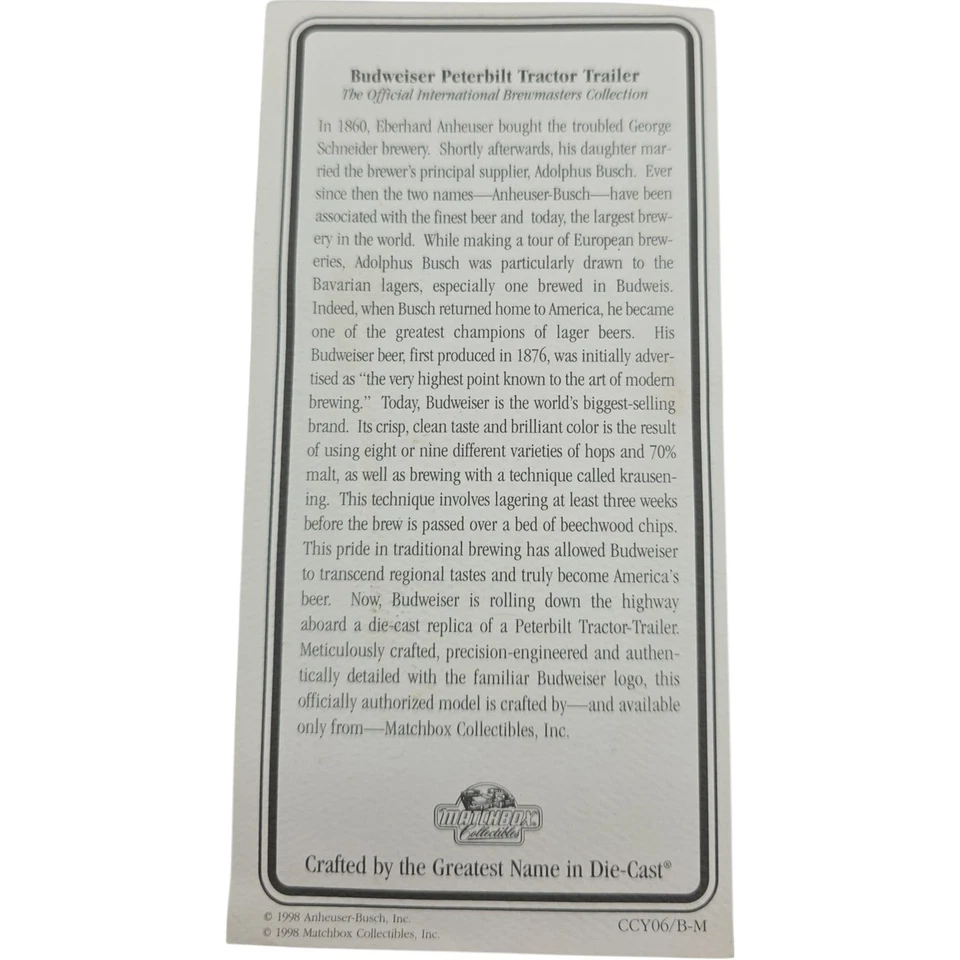 Budweiser Peterbilt Tractor Trailer
The Official International Brewmasters Collection
In 1860, Eberhard Anheuser bought the troubled George
Schneider brewery. Shortly afterwards, his daughter mar-
ried the brewer's principal supplier, Adolphus Busch. Ever
since then the two names—Anheuser-Busch—have been
associated with the finest beer and today, the largest brew-
ery in the world. While making a tour of European brew-
eries, Adolphus Busch was particularly drawn to the
Bavarian lagers, especially one brewed in Budweis.
Indeed, when Busch returned home to America, he became
one of the greatest champions of lager beers. His
Budweiser beer, first produced in 1876, was initially adver-
tised as "the very highest point known to the art of modern
brewing." Today, Budweiser is the world's biggest-selling
brand. Its crisp, clean taste and brilliant color is the result
of using eight or nine different varieties of hops and 70%
malt, as well as brewing with a technique called krausen-
ing. This technique involves lagering at least three weeks
before the brew is passed over a bed of beechwood chips.
This pride in traditional brewing has allowed Budweiser
to transcend regional tastes and truly become America's
beer. Now, Budweiser is rolling down the highway
aboard a die-cast replica of a Peterbilt Tractor-Trailer.
Meticulously crafted, precision-engineered and authen-
tically detailed with the familiar Budweiser logo, this
officially authorized model is crafted by—and available
only from—Matchbox Collectibles, Inc.
MATCHBOX
Collectibles
Crafted by the Greatest Name in Die-Cast®
© 1998 Anheuser-Busch, Inc.
© 1998 Matchbox Collectibles, Inc.
CCY06/B-M